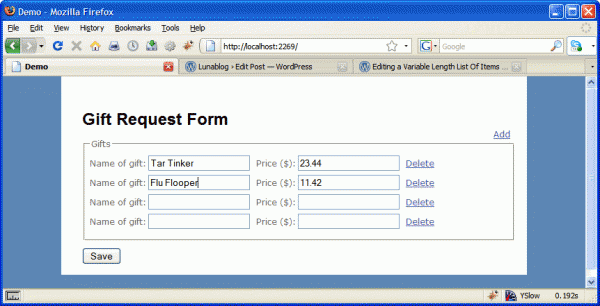 Demo - Mozilla Firefox
File Edit View History Bookmarks Tools Help
http://localhost:2269/ Google
Demo Lunablog › Edit Post — WordPress Editing a Variable Length List Of Items ...
Gift Request Form
Add
Gifts
Name of gift: Tar Tinker Price ($): 23.44 Delete
Name of gift: Flu Flooper Price ($): 11.42 Delete
Name of gift: Price ($): Delete
Name of gift: Price ($): Delete
Save
YSlow 0.192s